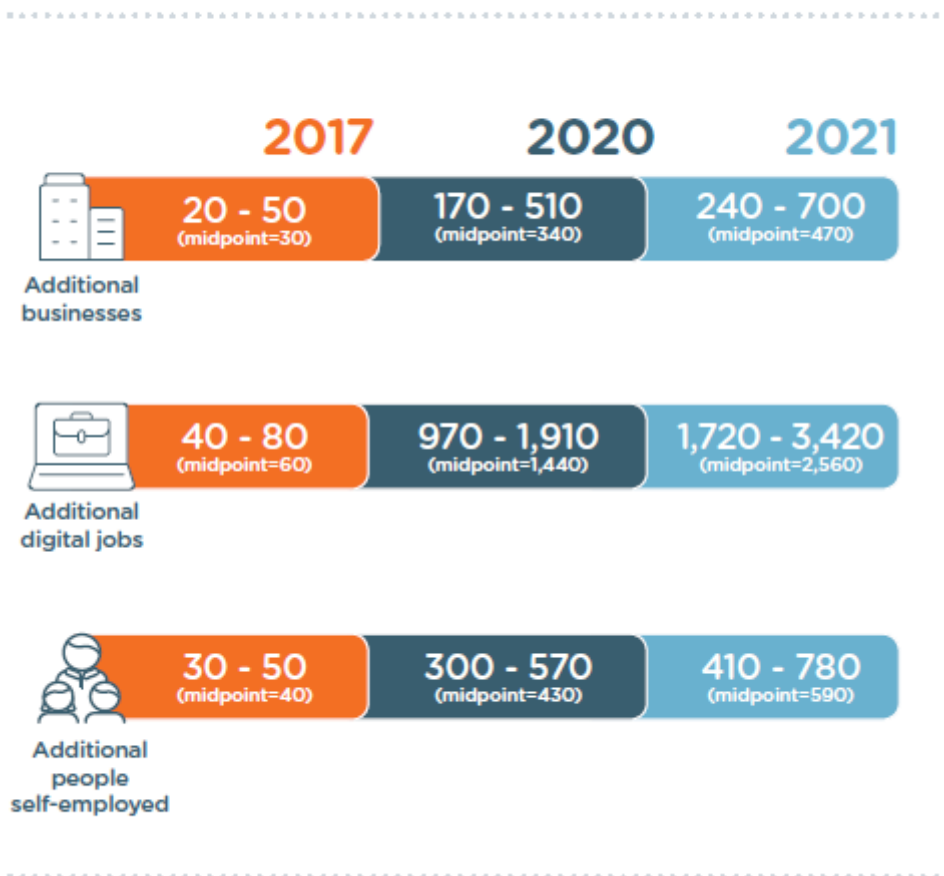 2017 2020 2021
20 - 50 170 - 510 240 - 700
(midpoint=30) (midpoint=340) (midpoint=470)
Additional
businesses
40 - 80 970 - 1,910 1,720 - 3,420
(midpoint=60) (midpoint=1,440) (midpoint=2,560)
Additional
digital jobs
30 - 50 300 - 570 410 - 780
(midpoint=40) (midpoint=430) (midpoint=590)
Additional
people
self-employed